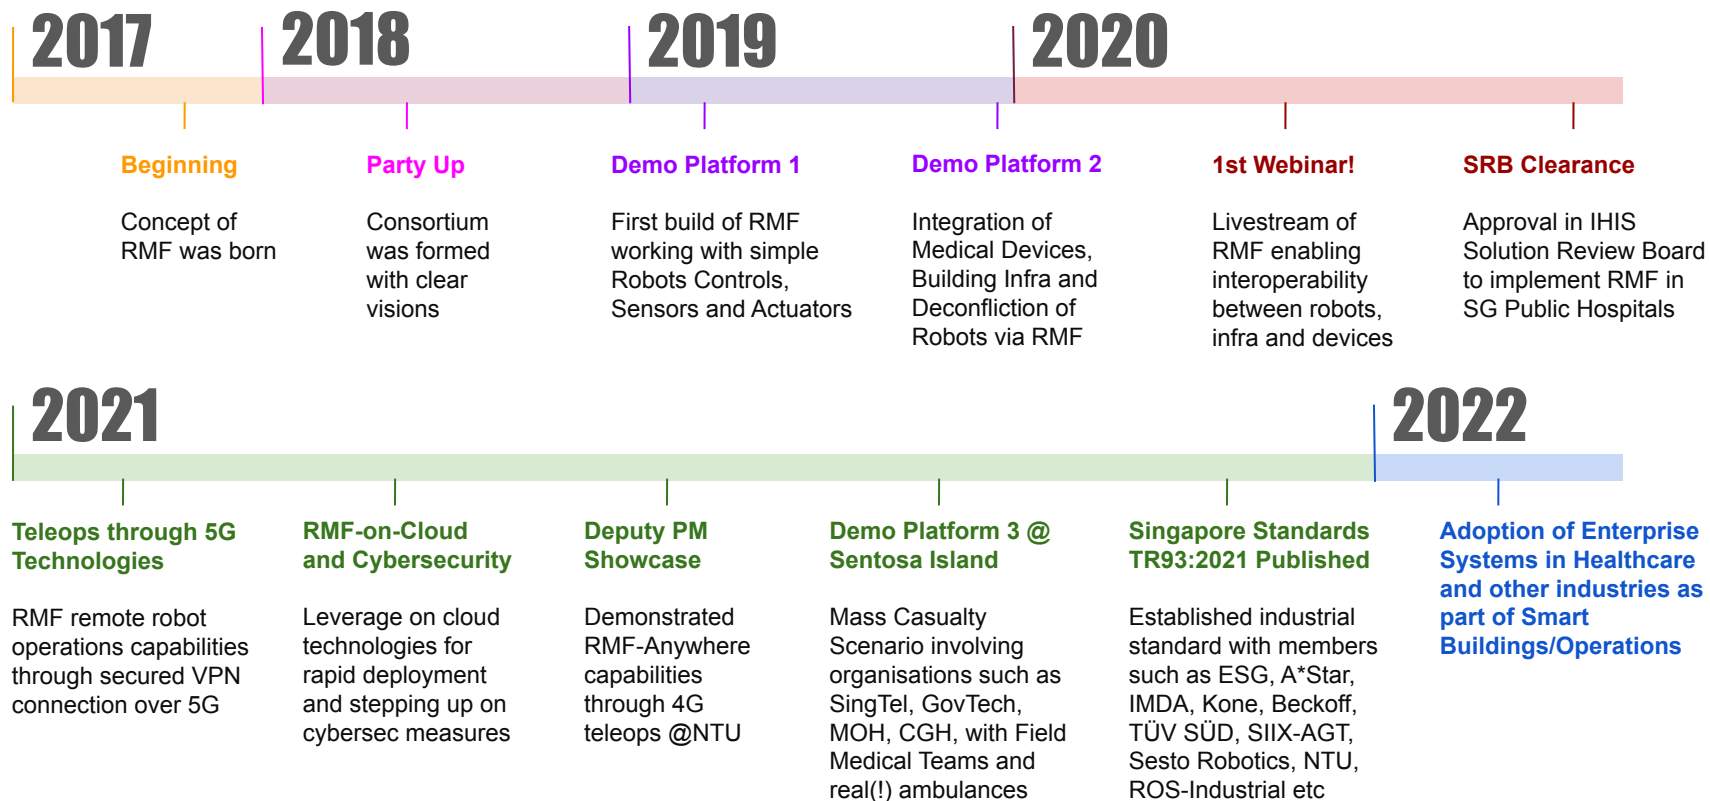 2017
2018
2019
2020
Beginning
Concept of
RMF was born
Party Up
Consortium
was formed
with clear
visions
Demo Platform 1
First build of RMF
working with simple
Robots Controls,
Sensors and Actuators
Demo Platform 2
Integration of
Medical Devices,
Building Infra and
Deconfliction of
Robots via RMF
1st Webinar!
Livestream of
RMF enabling
interoperability
between robots,
infra and devices
SRB Clearance
Approval in IHIS
Solution Review Board
to implement RMF in
SG Public Hospitals
2021
2022
Teleops through 5G
Technologies
RMF remote robot
operations capabilities
through secured VPN
connection over 5G
RMF-on-Cloud
and Cybersecurity
Leverage on cloud
technologies for
rapid deployment
and stepping up on
cybersec measures
Deputy PM
Showcase
Demonstrated
RMF-Anywhere
capabilities
through 4G
teleops @NTU
Demo Platform 3 @
Sentosa Island
Mass Casualty
Scenario involving
organisations such as
SingTel, GovTech,
MOH, CGH, with Field
Medical Teams and
real(!) ambulances
Singapore Standards
TR93:2021 Published
Established industrial
standard with members
such as ESG, A*Star,
IMDA, Kone, Beckoff,
TÜV SÜD, SIIX-AGT,
Sesto Robotics, NTU,
ROS-Industrial etc
Adoption of Enterprise
Systems in Healthcare
and other industries as
part of Smart
Buildings/Operations